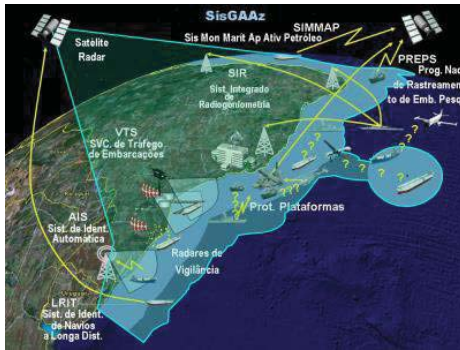 SisGAAz
SIMMAP
Sis Mon Marit Ap Ativ Petróleo
Satélite
Radar
PREPS
Prog. Nac
de Rastreamen
to de Emb. Pesq
SIR
Sist. Integrado
de
Radiogoniometria
VTS
SVC. de Tráfego
de Embarcações
? ? ? ?
? ? ? ?
? ? ? ?
Prot. Plataformas
AIS
Sist. de Ident.
Automática
Radares de
Vigilância
LRIT
Sist. de Ident.
de Navios
a Longa Dist.